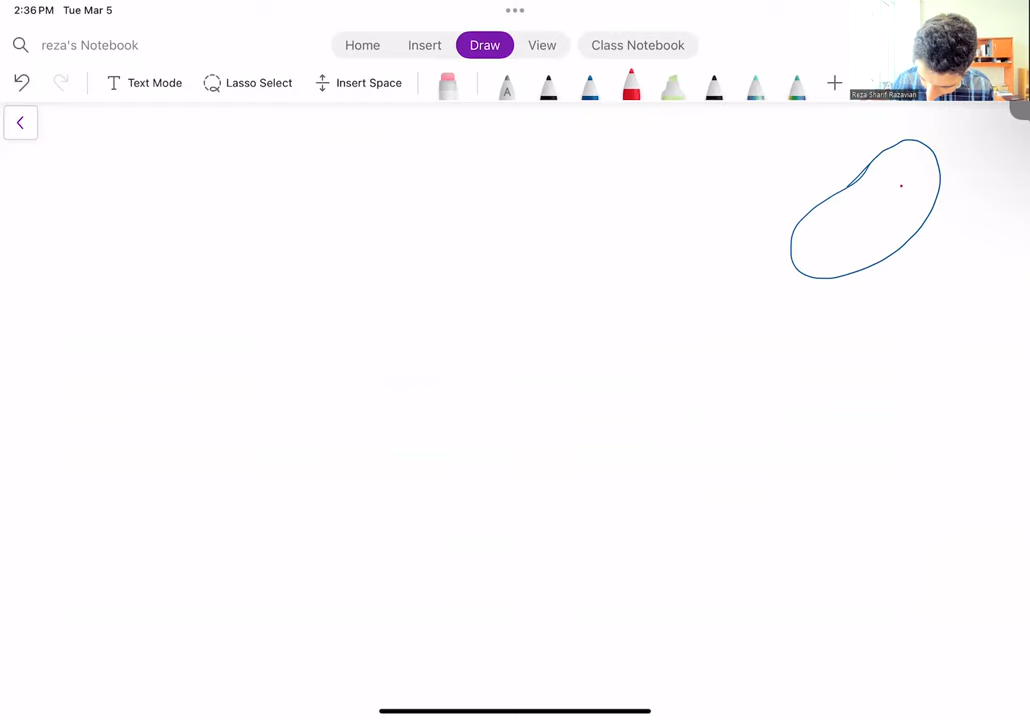 2:36 PM Tue Mar 5
reza's Notebook
Home Insert Draw View Class Notebook
Text Mode Lasso Select Insert Space
A
Reza Sharif Razavian